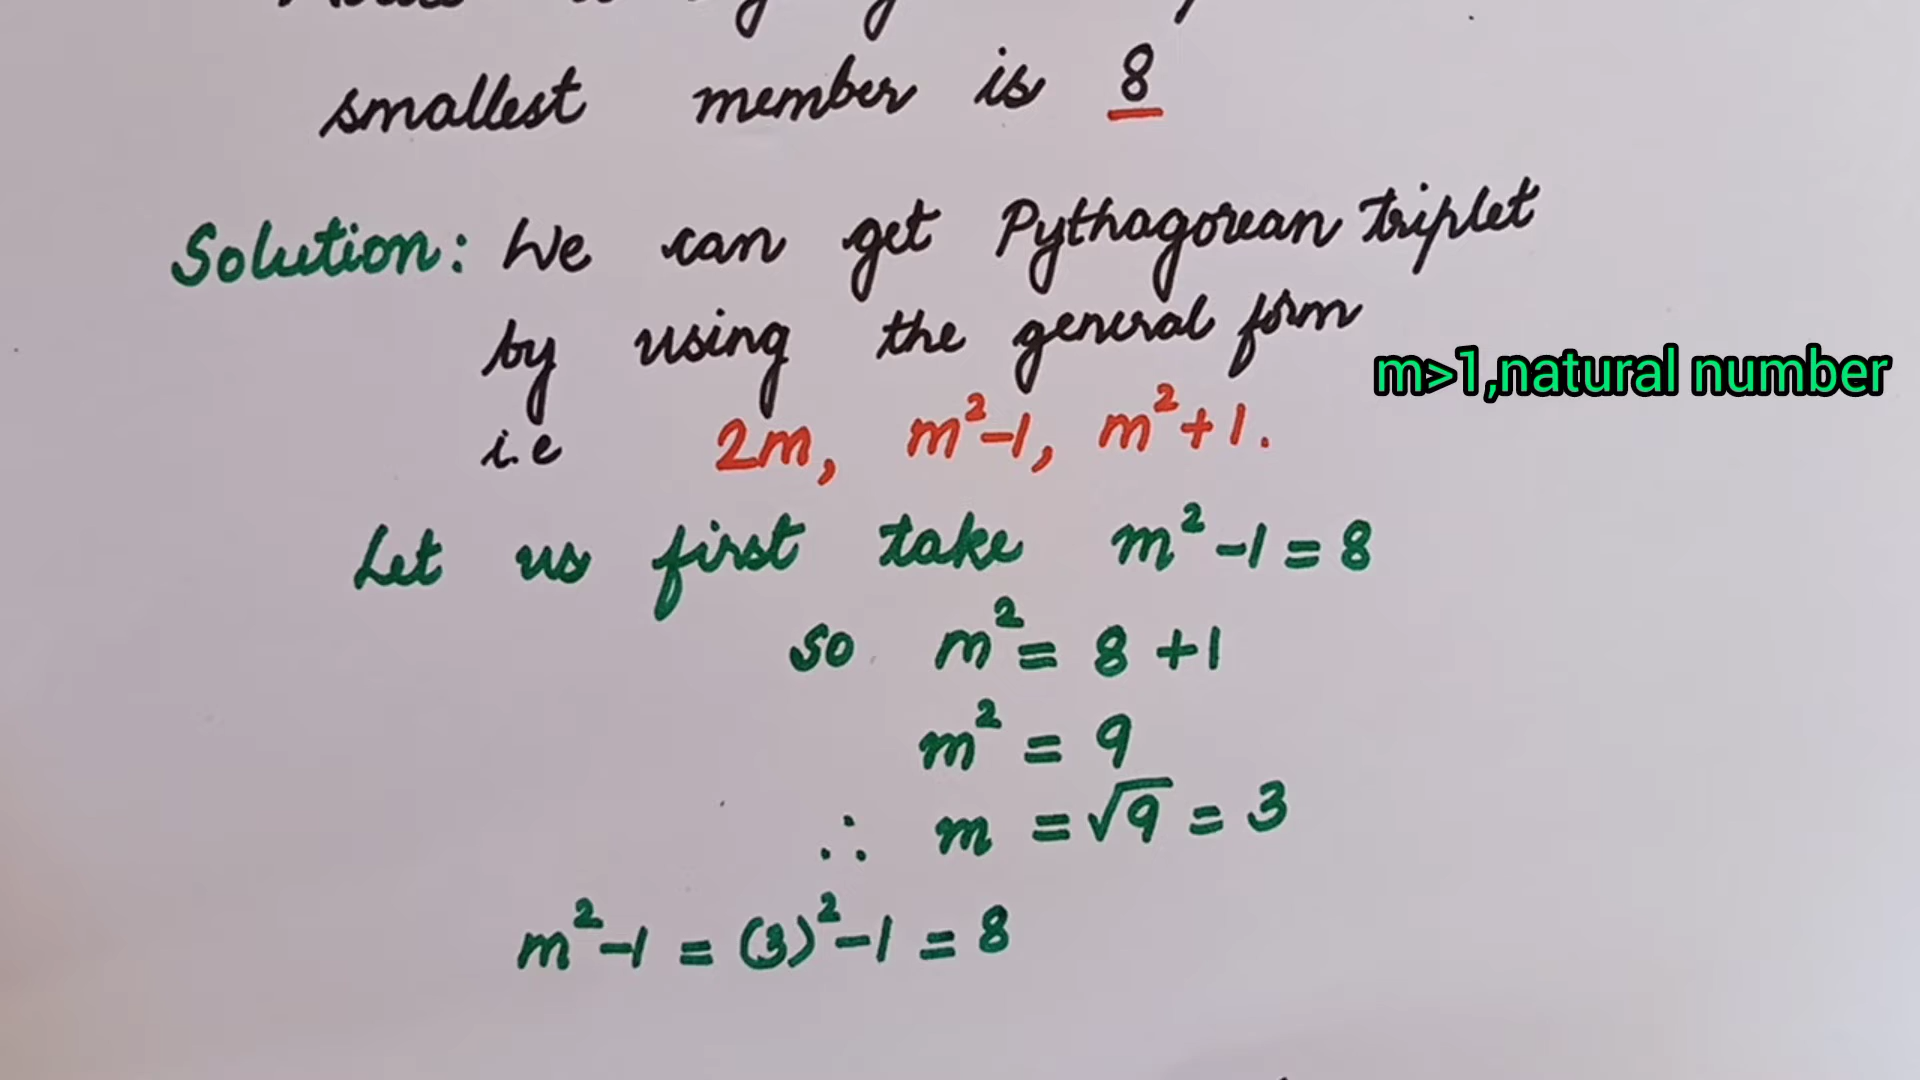 smallest member is 8
Solution: We can get Pythagorean triplet
by using the general form
m>1,natural number
i.e 2m, m²-1, m²+1.
Let us first take m²-1=8
so m² = 8+1
m² = 9
∴ m = √9 = 3
m²-1 = (3)²-1 = 8